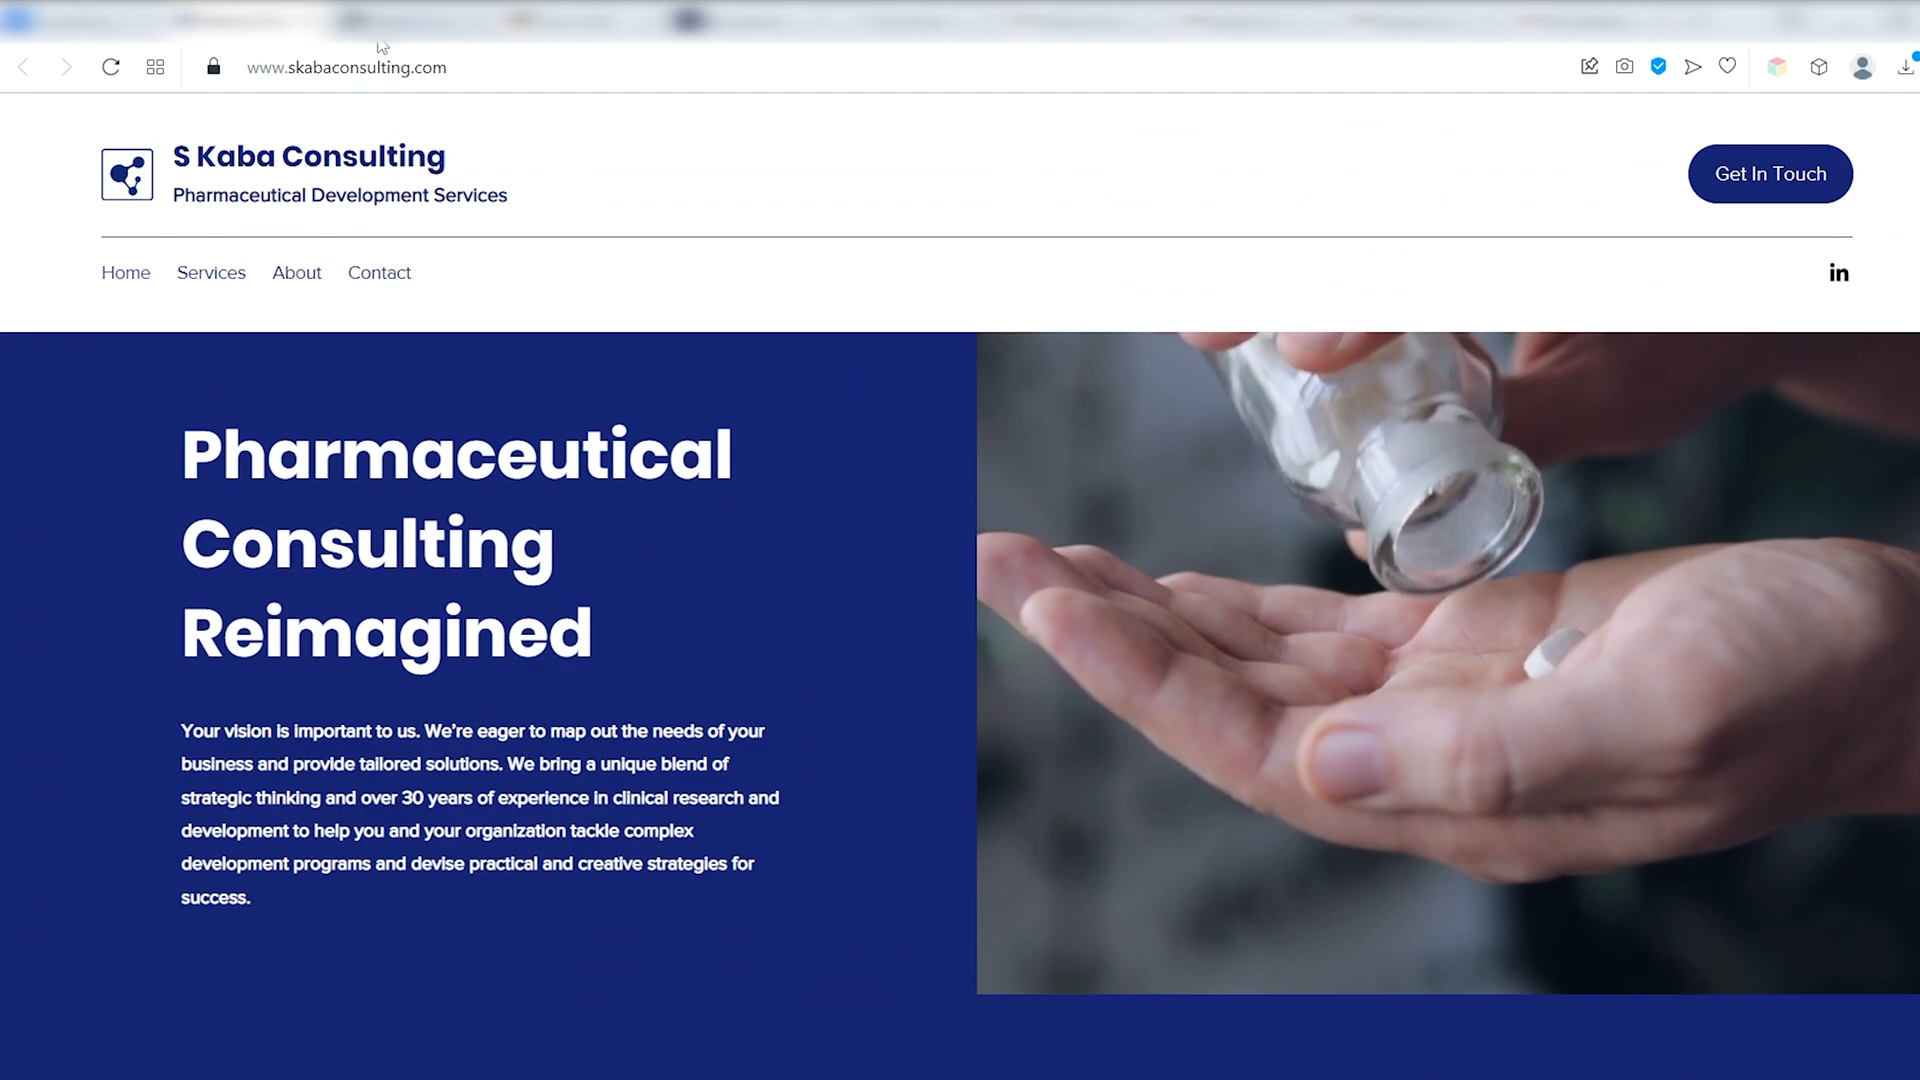 www.skabaconsulting.com
S Kaba Consulting
Pharmaceutical Development Services
Get In Touch
Home Services About Contact
in
Pharmaceutical
Consulting
Reimagined
Your vision is important to us. We're eager to map out the needs of your
business and provide tailored solutions. We bring a unique blend of
strategic thinking and over 30 years of experience in clinical research and
development to help you and your organization tackle complex
development programs and devise practical and creative strategies for
success.